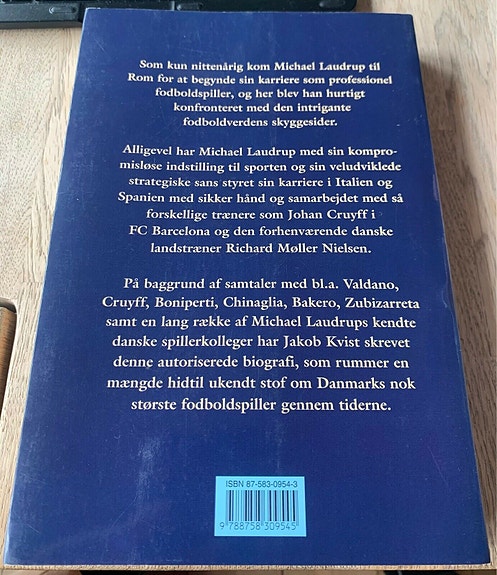 Som kun nittenårig kom Michael Laudrup til
Rom for at begynde sin karriere som professionel
fodboldspiller, og her blev han hurtigt
konfronteret med den intrigante
fodboldverdens skyggesider.
Alligevel har Michael Laudrup med sin kompro-
misløse indstilling til sporten og sin veludviklede
strategiske sans styret sin karriere i Italien og
Spanien med sikker hånd og samarbejdet med så
forskellige trænere som Johan Cruyff i
FC Barcelona og den forhenværende danske
landstræner Richard Møller Nielsen.
På baggrund af samtaler med bl.a. Valdano,
Cruyff, Boniperti, Chinaglia, Bakero, Zubizarreta
samt en lang række af Michael Laudrups kendte
danske spillerkolleger har Jakob Kvist skrevet
denne autoriserede biografi, som rummer en
mængde hidtil ukendt stof om Danmarks nok
største fodboldspiller gennem tiderne.
ISBN 87-583-0954-3
9 788758 309545